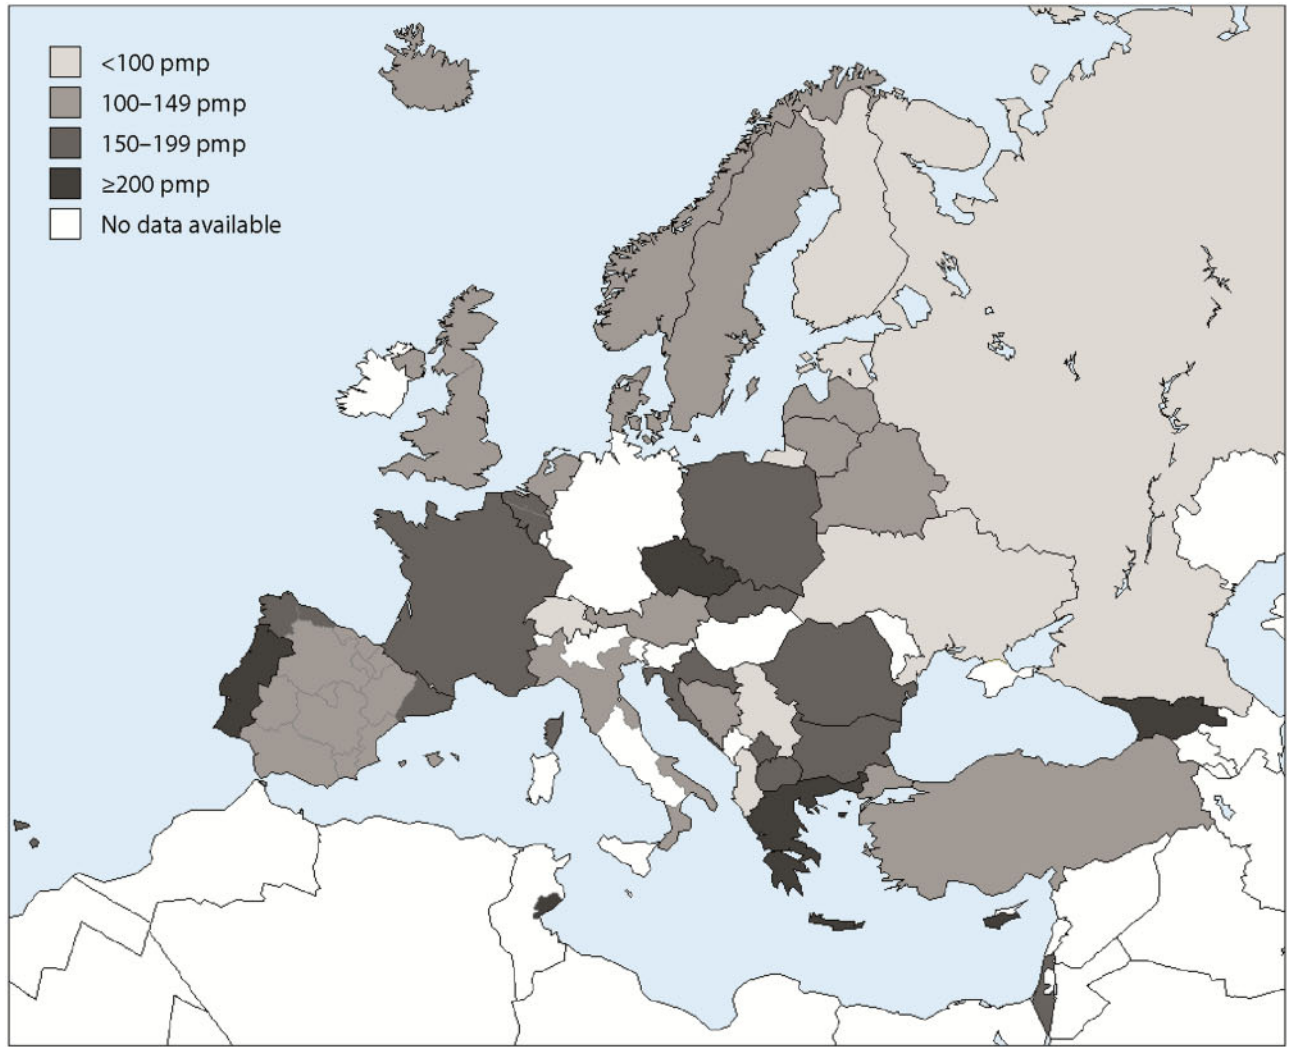 <100 pmp
100–149 pmp
150–199 pmp
≥200 pmp
No data available